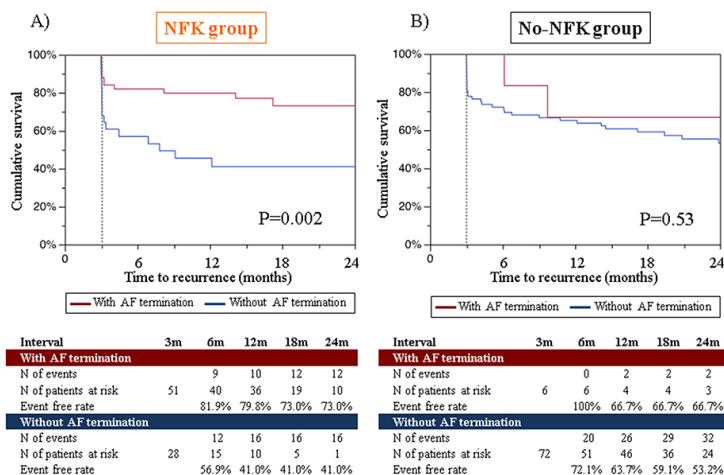 A)
NFK group
100%
80%
60%
40%
20%
0%
Cumulative survival
P=0.002
0 6 12 18 24
Time to recurrence (months)
With AF termination Without AF termination
Interval 3m 6m 12m 18m 24m
With AF termination
N of events 9 10 12 12
N of patients at risk 51 40 36 19 10
Event free rate 81.9% 79.8% 73.0% 73.0%
Without AF termination
N of events 12 16 16 16
N of patients at risk 28 15 10 5 1
Event free rate 56.9% 41.0% 41.0% 41.0%
B)
No-NFK group
100%
80%
60%
40%
20%
0%
Cumulative survival
P=0.53
0 6 12 18 24
Time to recurrence (months)
With AF termination Without AF termination
Interval 3m 6m 12m 18m 24m
With AF termination
N of events 0 2 2 2
N of patients at risk 6 6 4 4 3
Event free rate 100% 66.7% 66.7% 66.7%
Without AF termination
N of events 20 26 29 32
N of patients at risk 72 51 46 36 24
Event free rate 72.1% 63.7% 59.1% 53.2%